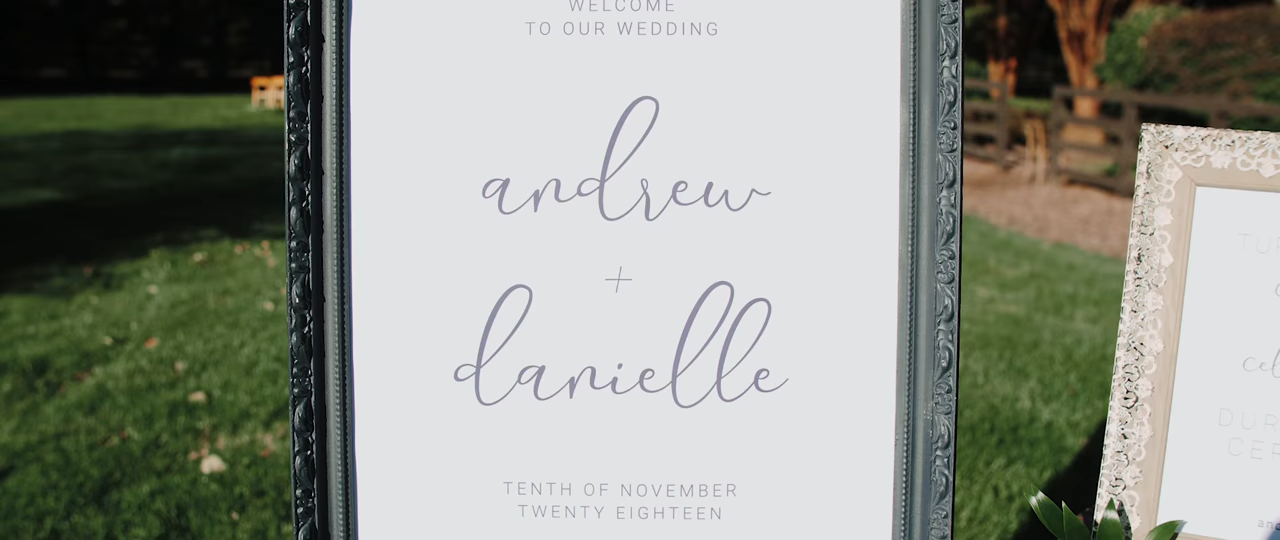 WELCOME
TO OUR WEDDING
andrew
+
danielle
TENTH OF NOVEMBER
TWENTY EIGHTEEN